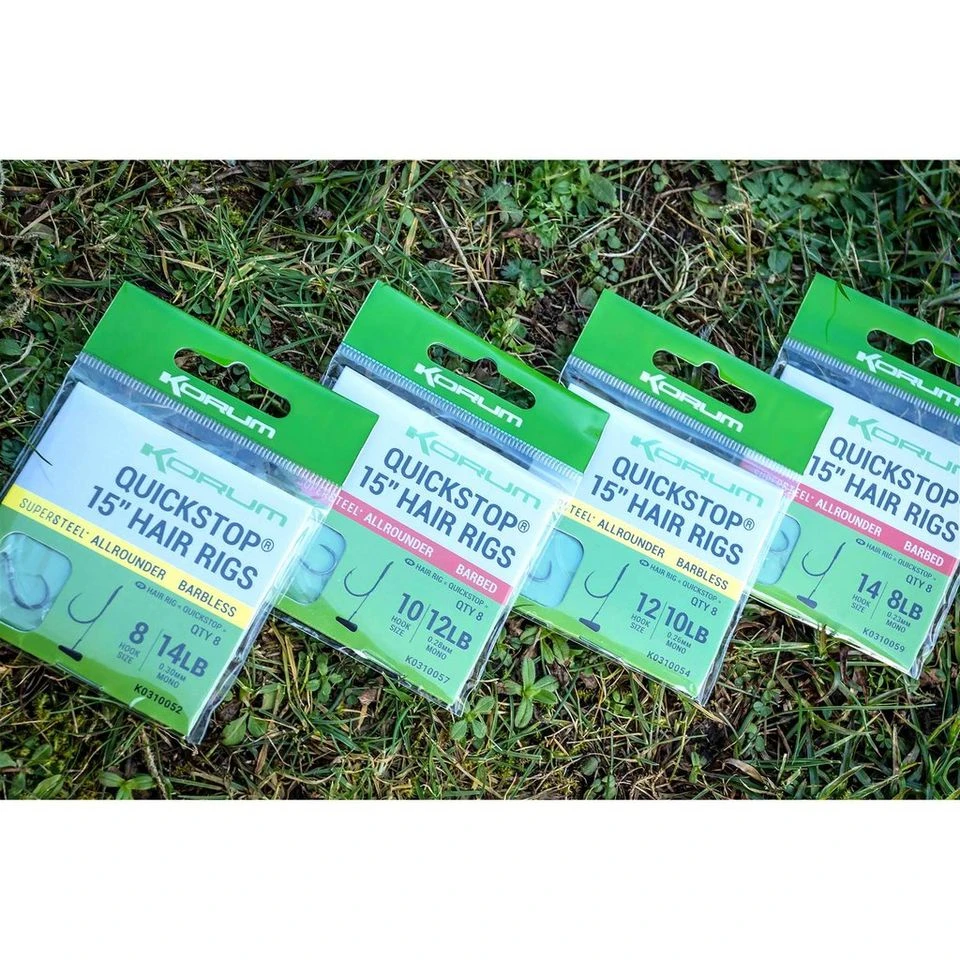 KORUM
KORUM
QUICKSTOP®
15" HAIR RIGS
SUPERSTEEL® ALLROUNDER BARBLESS
HAIR RIG + QUICKSTOP
QTY 8
8 14LB
HOOK SIZE
0.30MM MONO
K0310052
KORUM
KORUM
QUICKSTOP®
15" HAIR RIGS
ALLROUNDER BARBED
HAIR RIG + QUICKSTOP
QTY 8
10 12LB
HOOK SIZE
0.28MM MONO
K0310057
KORUM
KORUM
QUICKSTOP®
15" HAIR RIGS
ALLROUNDER BARBLESS
HAIR RIG + QUICKSTOP
QTY 8
12 10LB
HOOK SIZE
0.26MM MONO
K0310054
KORUM
QUICKSTOP
15" HAIR RIGS
ALLROUNDER BARBED
HAIR RIG + QUICKSTOP
QTY 8
14 8LB
HOOK SIZE
0.23MM MONO
K0310059